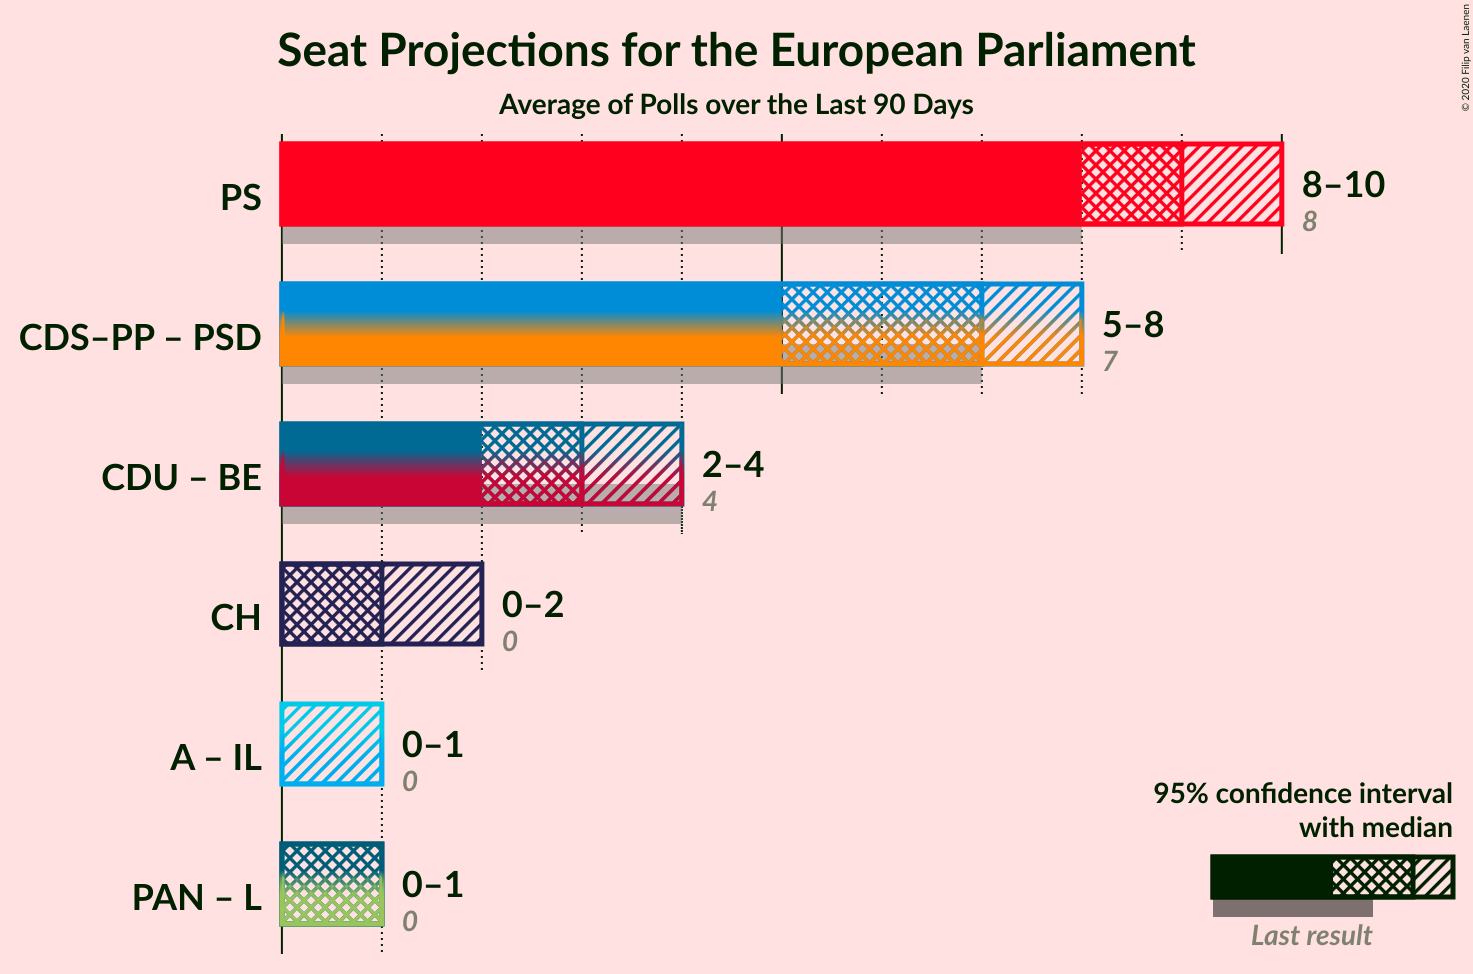 Seat Projections for the European Parliament
Average of Polls over the Last 90 Days
© 2020 Filip van Laenen
PS
8–10
8
CDS–PP – PSD
5–8
7
CDU – BE
2–4
4
CH
0–2
0
A – IL
0–1
0
PAN – L
0–1
0
95% confidence interval
with median
Last result